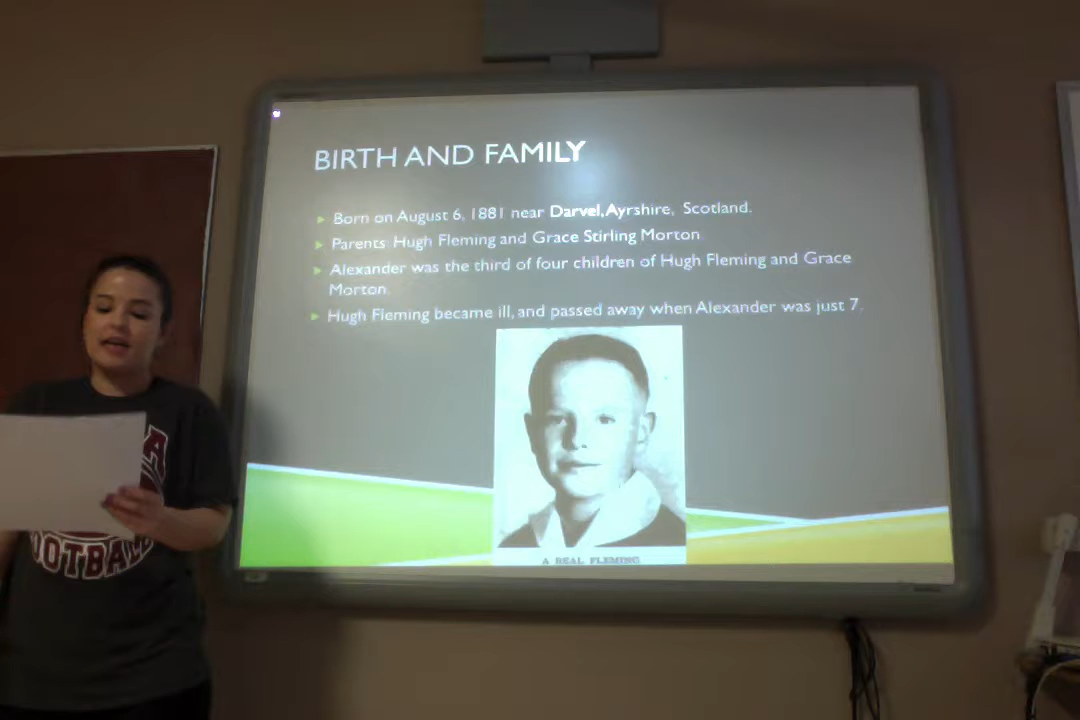 BIRTH AND FAMILY
Born on August 6, 1881 near Darvel, Ayrshire, Scotland.
Parents: Hugh Fleming and Grace Stirling Morton
Alexander was the third of four children of Hugh Fleming and Grace
Morton.
Hugh Fleming became ill, and passed away when Alexander was just 7.
A REAL FLEMING
OOTBALL